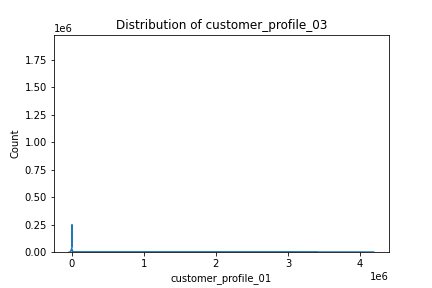 Distribution of customer_profile_03
1e6
1.75
1.50
1.25
1.00
0.75
0.50
0.25
0.00
Count
0 1 2 3 4
1e6
customer_profile_01